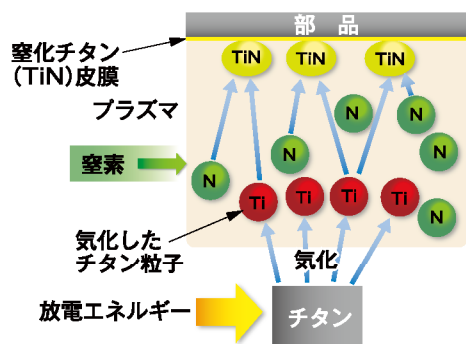 部品
窒化チタン
(TiN)皮膜
TiN
TiN
TiN
プラズマ
N
N
N
N
窒素
N
Ti
Ti
Ti
Ti
N
気化した
チタン粒子
気化
放電エネルギー
チタン